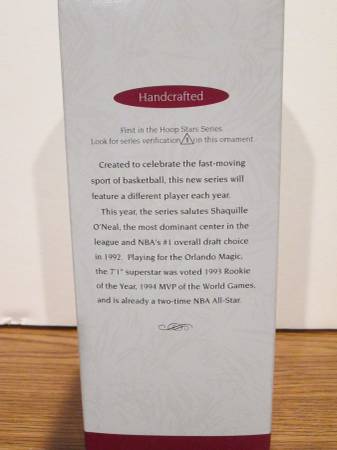 Handcrafted
First in the Hoop Stars Series
Look for series verification 1 on this ornament
Created to celebrate the fast-moving
sport of basketball, this new series will
feature a different player each year.
This year, the series salutes Shaquille
O'Neal, the most dominant center in the
league and NBA's #1 overall draft choice
in 1992. Playing for the Orlando Magic,
the 7'1" superstar was voted 1993 Rookie
of the Year, 1994 MVP of the World Games,
and is already a two-time NBA All-Star.